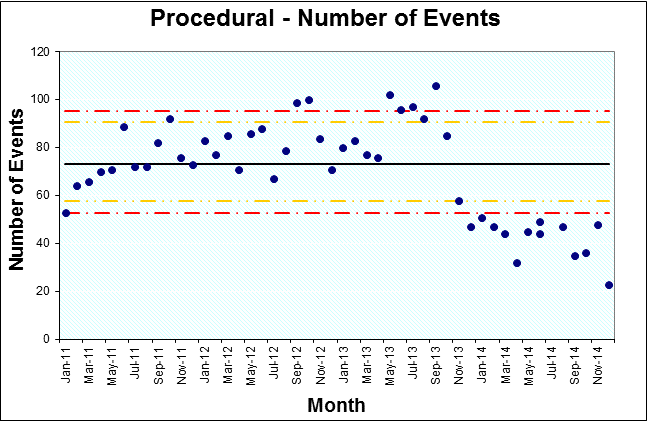 Procedural - Number of Events
Number of Events
120
100
80
60
40
20
0
Jan-11
Mar-11
May-11
Jul-11
Sep-11
Nov-11
Jan-12
Mar-12
May-12
Jul-12
Sep-12
Nov-12
Jan-13
Mar-13
May-13
Jul-13
Sep-13
Nov-13
Jan-14
Mar-14
May-14
Jul-14
Sep-14
Nov-14
Month